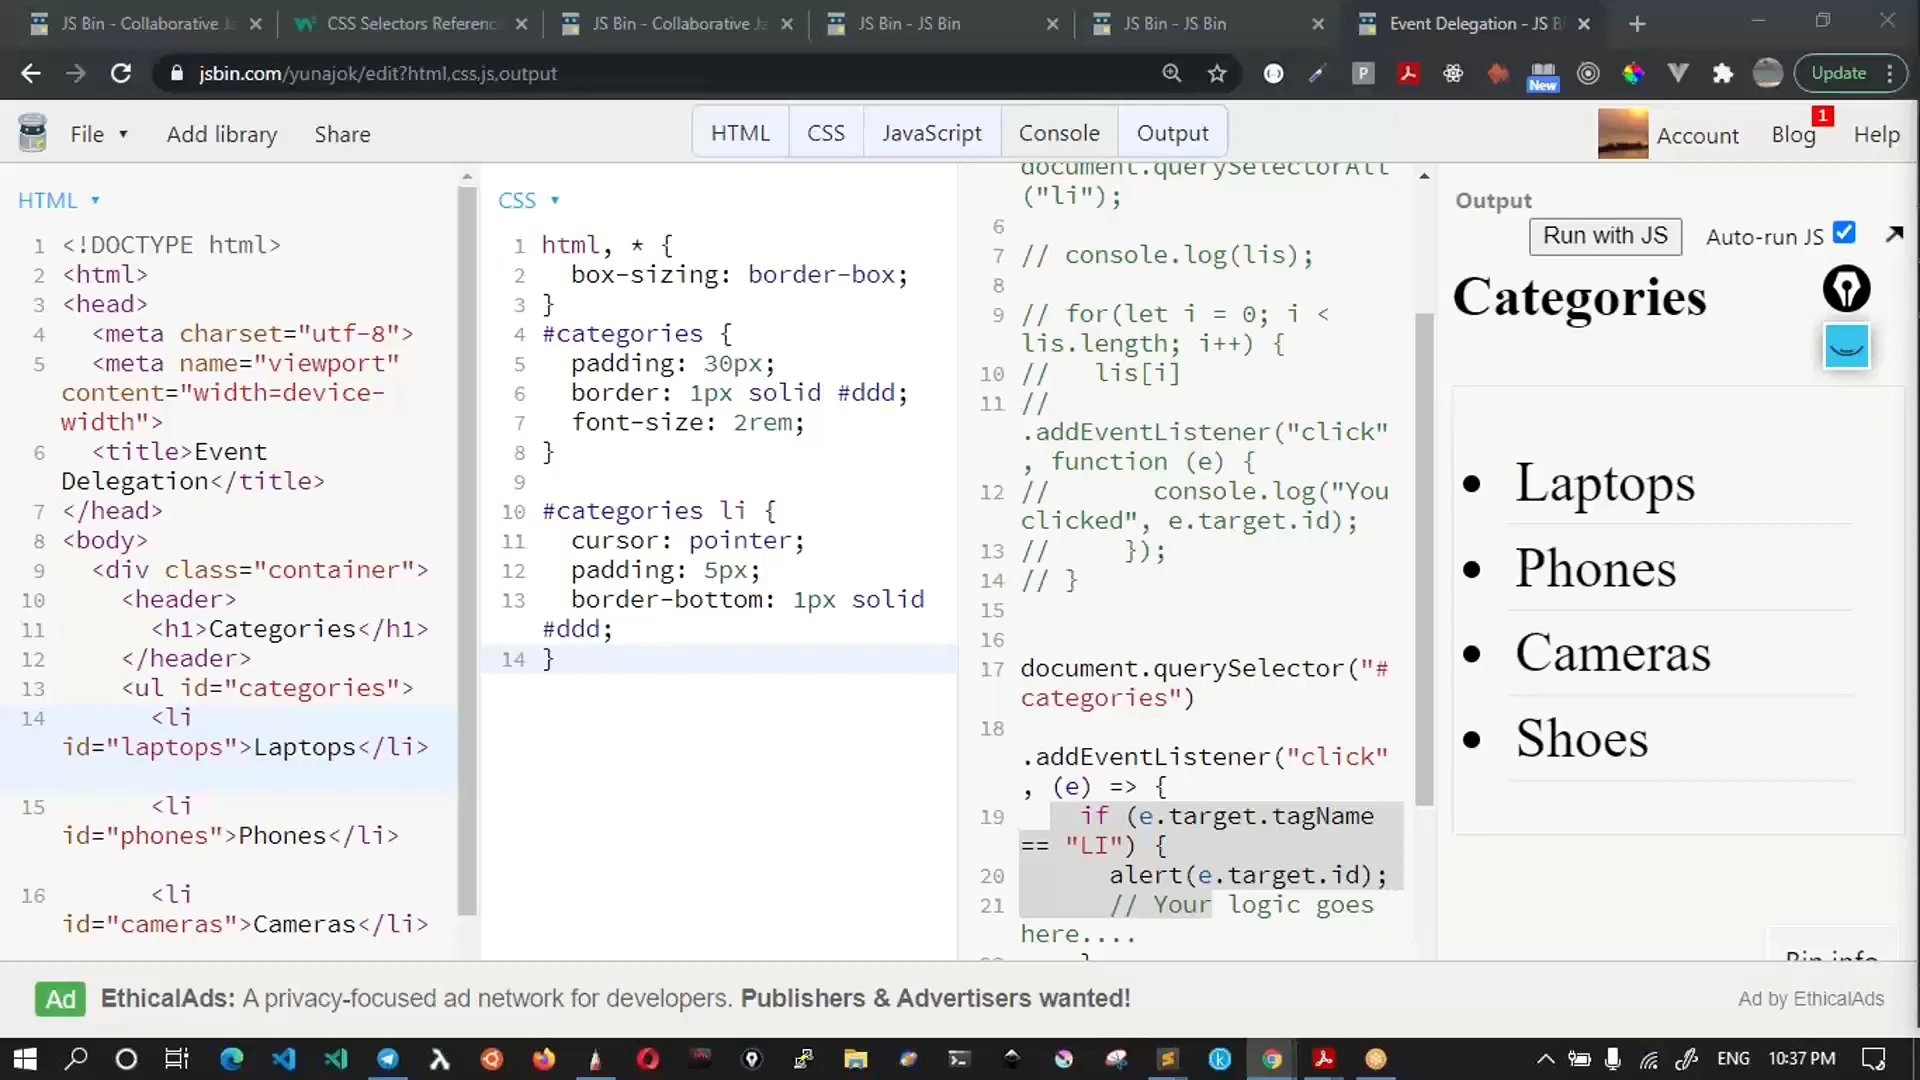 JS Bin - Collaborative Ja
CSS Selectors Referenc
JS Bin - Collaborative Ja
JS Bin - JS Bin
JS Bin - JS Bin
Event Delegation - JS B
jsbin.com/yunajok/edit?html,css,js,output
P
New
Update
File
Add library
Share
HTML
CSS
JavaScript
Console
Output
Account
Blog
1
Help
HTML
1 <!DOCTYPE html>
2 <html>
3 <head>
4 <meta charset="utf-8">
5 <meta name="viewport"
content="width=device-
width">
6 <title>Event
Delegation</title>
7 </head>
8 <body>
9 <div class="container">
10 <header>
11 <h1>Categories</h1>
12 </header>
13 <ul id="categories">
14 <li
id="laptops">Laptops</li>
15 <li
id="phones">Phones</li>
16 <li
id="cameras">Cameras</li>
CSS
1 html, * {
2 box-sizing: border-box;
3 }
4 #categories {
5 padding: 30px;
6 border: 1px solid #ddd;
7 font-size: 2rem;
8 }
9
10 #categories li {
11 cursor: pointer;
12 padding: 5px;
13 border-bottom: 1px solid
#ddd;
14 }
document.querySelectorAll
("li");
6
7 // console.log(lis);
8
9 // for(let i = 0; i <
lis.length; i++) {
10 // lis[i]
11 //
.addEventListener("click"
, function (e) {
12 // console.log("You
clicked", e.target.id);
13 // });
14 // }
15
16
17 document.querySelector("#
categories")
18
.addEventListener("click"
, (e) => {
19 if (e.target.tagName
== "LI") {
20 alert(e.target.id);
21 // Your logic goes
here....
}
Output
Run with JS
Auto-run JS
Categories
Laptops
Phones
Cameras
Shoes
Bin info
Ad
EthicalAds: A privacy-focused ad network for developers. Publishers & Advertisers wanted!
Ad by EthicalAds
ENG
10:37 PM